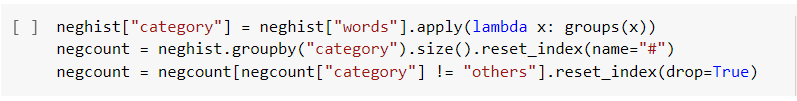 [ ] neghist["category"] = neghist["words"].apply(lambda x: groups(x))
negcount = neghist.groupby("category").size().reset_index(name="#")
negcount = negcount[negcount["category"] != "others"].reset_index(drop=True)